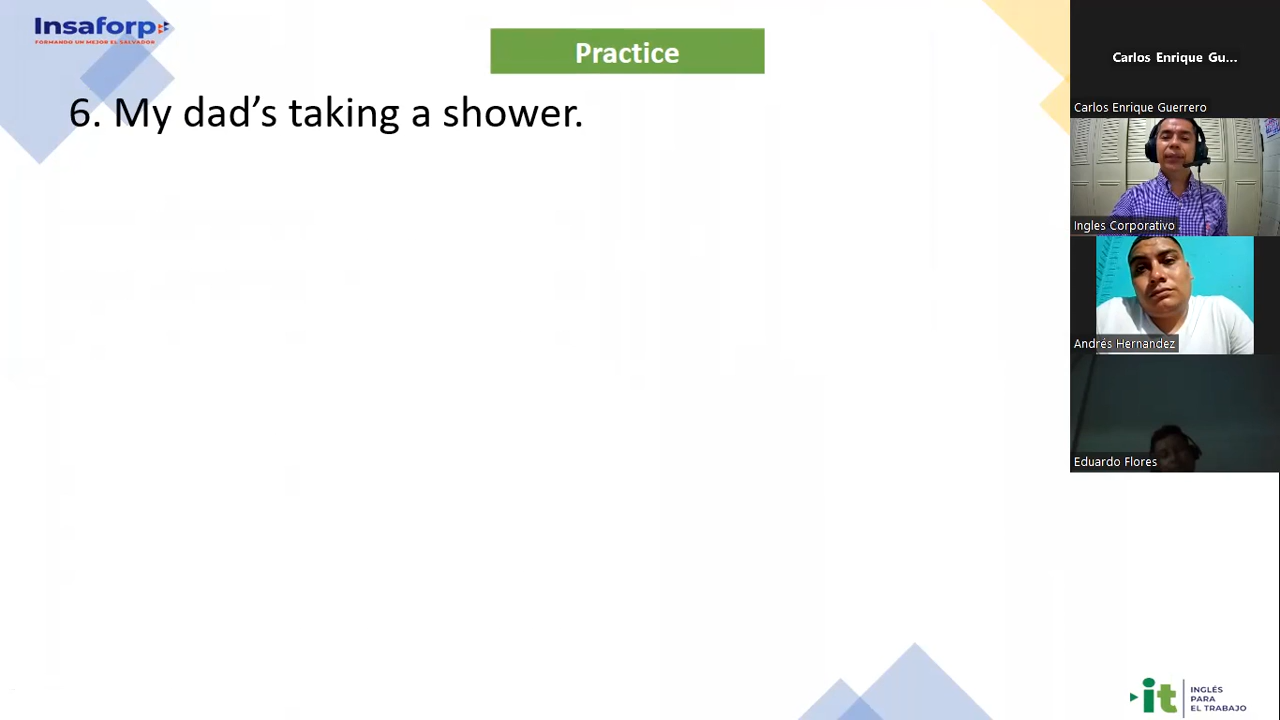 Insaforp
FORMANDO UN MEJOR EL SALVADOR
Practice
6. My dad’s taking a shower.
Carlos Enrique Gu...
Carlos Enrique Guerrero
Ingles Corporativo
Andrés Hernandez
Eduardo Flores
it
INGLÉS
PARA
EL TRABAJO